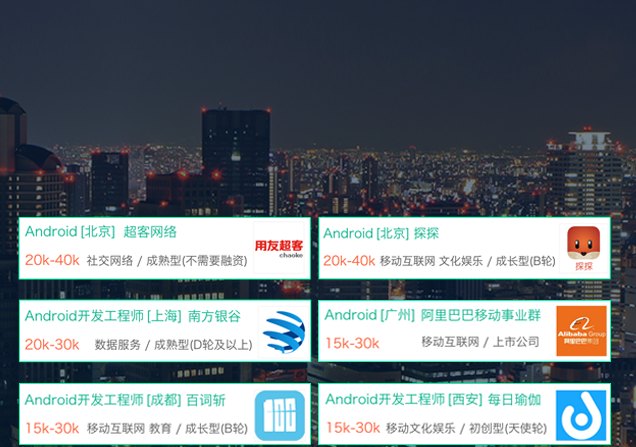 Android [北京] 超客网络
20k-40k 社交网络 / 成熟型(不需要融资)
用友超客
chaoke
Android [北京] 探探
20k-40k 移动互联网 文化娱乐 / 成长型(B轮)
探探
Android开发工程师 [上海] 南方银谷
20k-30k 数据服务 / 成熟型(D轮及以上)
Android [广州] 阿里巴巴移动事业群
15k-30k 移动互联网 / 上市公司
Alibaba Group
阿里巴巴集团
Android开发工程师 [成都] 百词斩
15k-30k 移动互联网 教育 / 成长型(B轮)
100
Android开发工程师 [西安] 每日瑜伽
15k-30k 移动文化娱乐 / 初创型(天使轮)